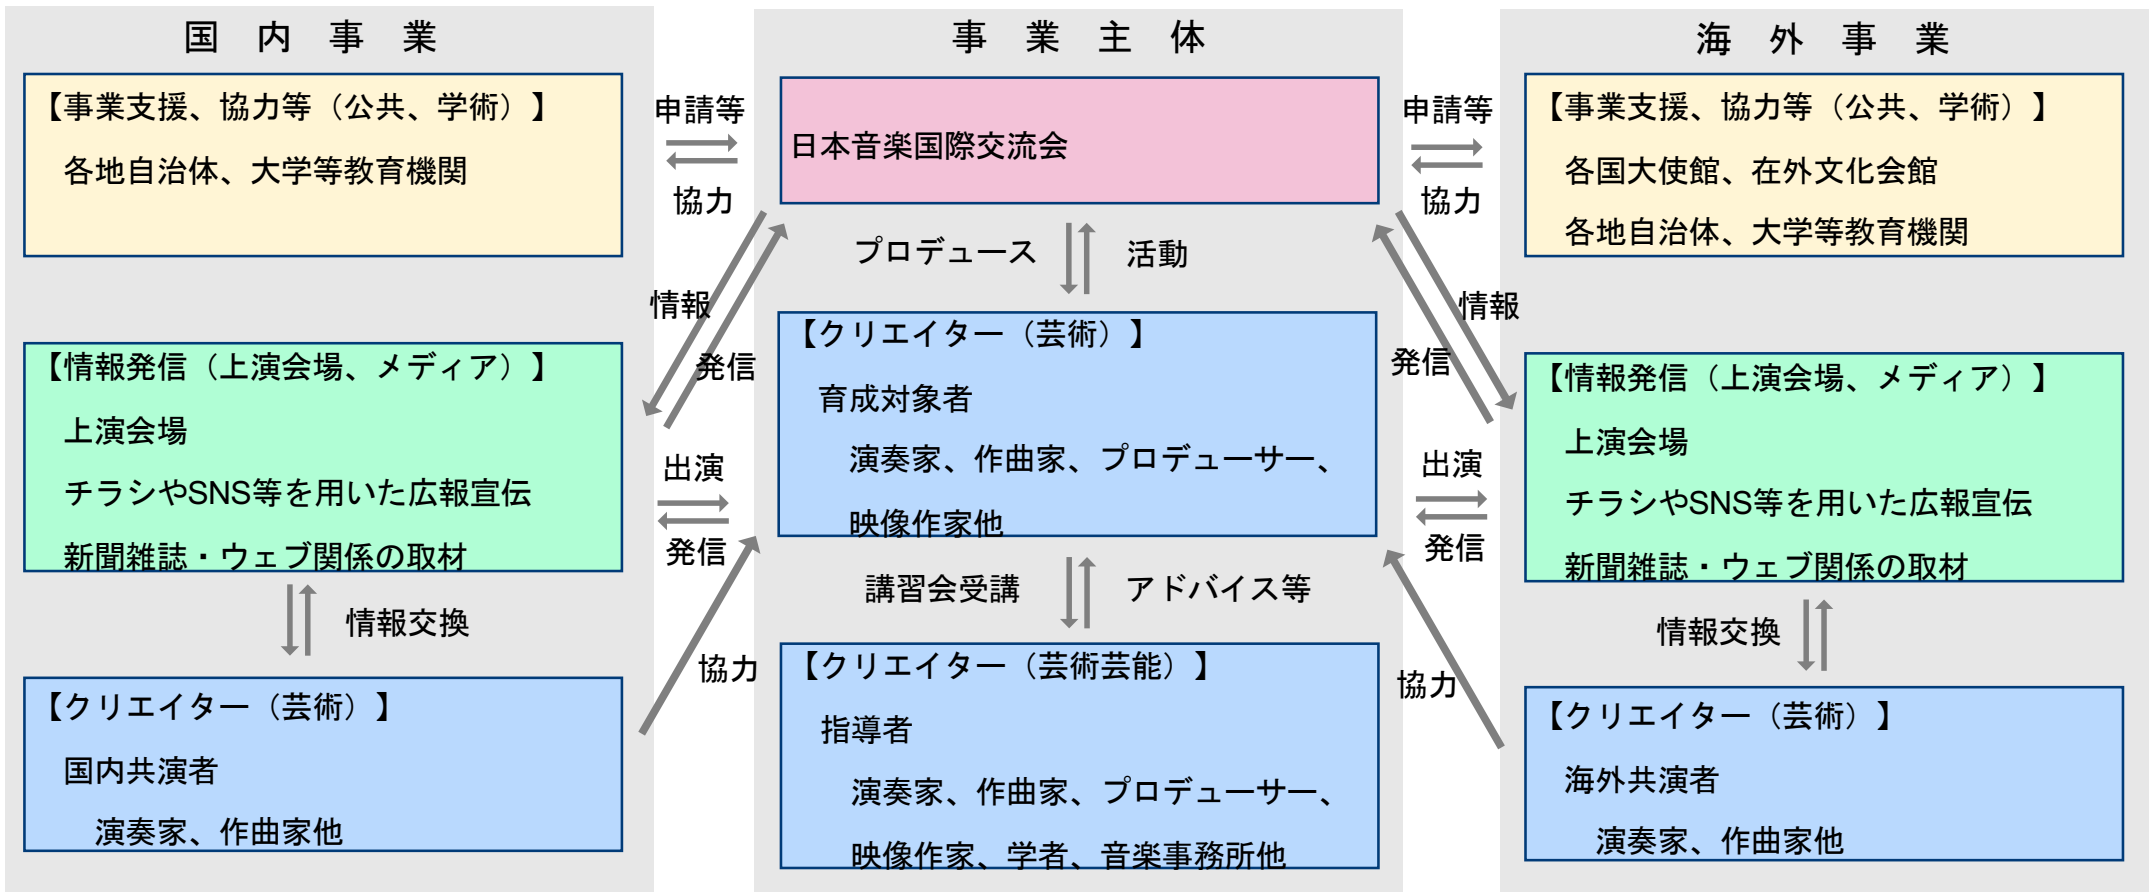 国内事業
【事業支援、協力等（公共、学術）】
各地自治体、大学等教育機関
【情報発信（上演会場、メディア）】
上演会場
チラシやSNS等を用いた広報宣伝
新聞雑誌・ウェブ関係の取材
情報交換
【クリエイター（芸術）】
国内共演者
演奏家、作曲家他
申請等
協力
情報
発信
出演
発信
協力
事業主体
日本音楽国際交流会
プロデュース
活動
【クリエイター（芸術）】
育成対象者
演奏家、作曲家、プロデューサー、
映像作家他
講習会受講
アドバイス等
【クリエイター（芸術芸能）】
指導者
演奏家、作曲家、プロデューサー、
映像作家、学者、音楽事務所他
申請等
協力
情報
発信
出演
発信
協力
海外事業
【事業支援、協力等（公共、学術）】
各国大使館、在外文化会館
各地自治体、大学等教育機関
【情報発信（上演会場、メディア）】
上演会場
チラシやSNS等を用いた広報宣伝
新聞雑誌・ウェブ関係の取材
情報交換
【クリエイター（芸術）】
海外共演者
演奏家、作曲家他